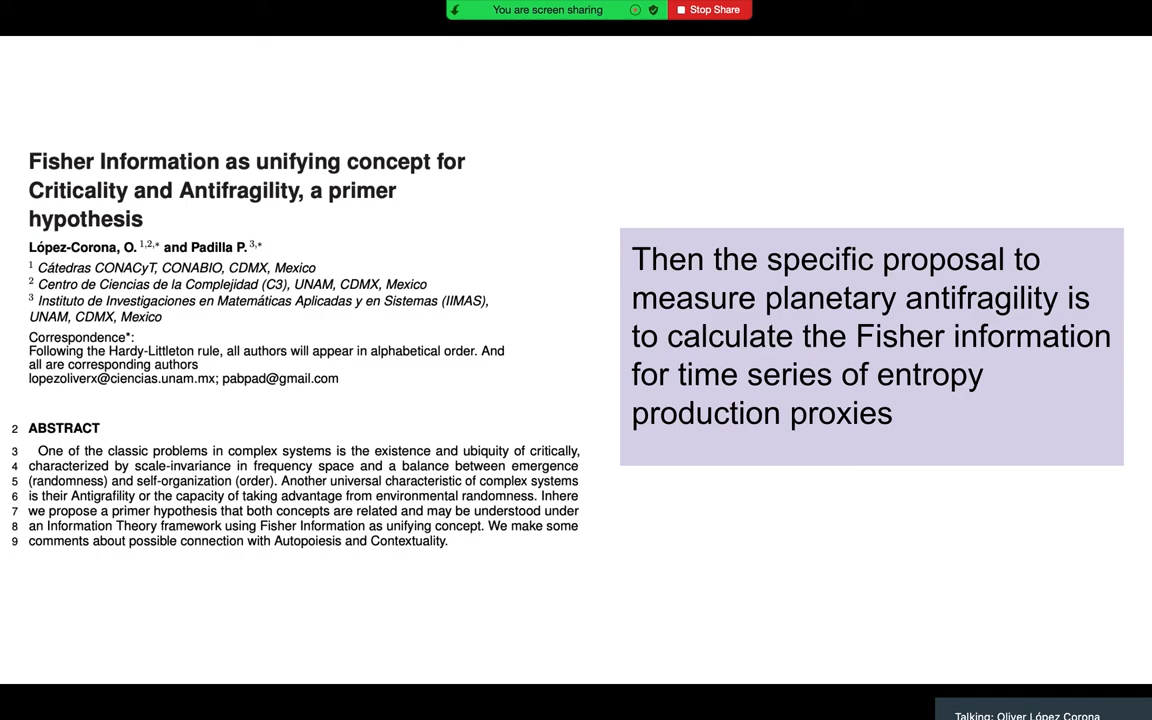 You are screen sharing
Stop Share
Fisher Information as unifying concept for
Criticality and Antifragility, a primer
hypothesis
López-Corona, O. 1,2,* and Padilla P. 3,*
1 Cátedras CONACyT, CONABIO, CDMX, Mexico
2 Centro de Ciencias de la Complejidad (C3), UNAM, CDMX, Mexico
3 Instituto de Investigaciones en Matemáticas Aplicadas y en Sistemas (IIMAS),
UNAM, CDMX, Mexico
Correspondence*:
Following the Hardy-Littleton rule, all authors will appear in alphabetical order. And
all are corresponding authors
lopezoliverx@ciencias.unam.mx; pabpad@gmail.com
2 ABSTRACT
3 One of the classic problems in complex systems is the existence and ubiquity of critically,
4 characterized by scale-invariance in frequency space and a balance between emergence
5 (randomness) and self-organization (order). Another universal characteristic of complex systems
6 is their Antigrafility or the capacity of taking advantage from environmental randomness. Inhere
7 we propose a primer hypothesis that both concepts are related and may be understood under
8 an Information Theory framework using Fisher Information as unifying concept. We make some
9 comments about possible connection with Autopoiesis and Contextuality.
Then the specific proposal to
measure planetary antifragility is
to calculate the Fisher information
for time series of entropy
production proxies
Talking: Oliver López Corona